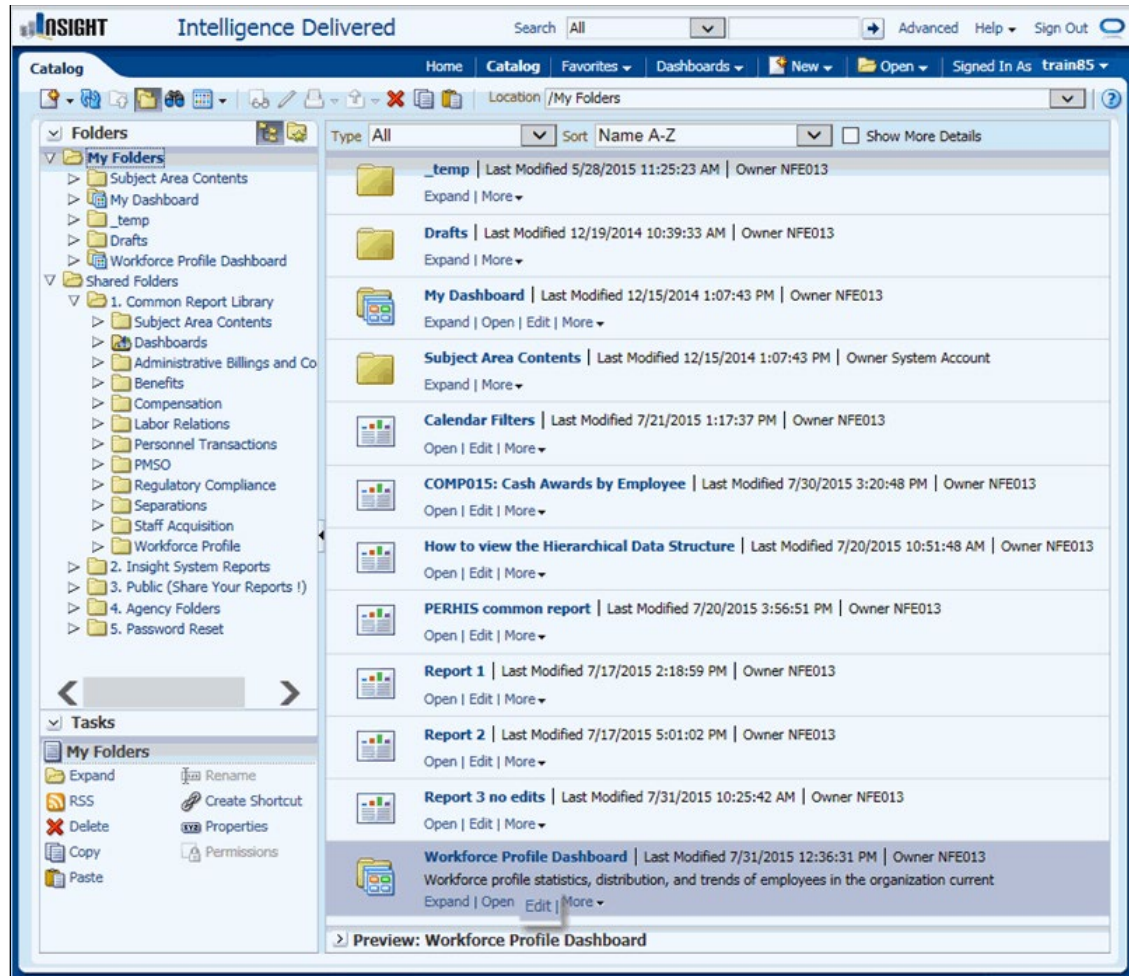 INSIGHT Intelligence Delivered Search All Advanced Help Sign Out
Catalog Home Catalog Favorites Dashboards New Open Signed In As train85
Location /My Folders
Folders
My Folders
Subject Area Contents
My Dashboard
_temp
Drafts
Workforce Profile Dashboard
Shared Folders
1. Common Report Library
Subject Area Contents
Dashboards
Administrative Billings and Co
Benefits
Compensation
Labor Relations
Personnel Transactions
PMSO
Regulatory Compliance
Separations
Staff Acquisition
Workforce Profile
2. Insight System Reports
3. Public (Share Your Reports !)
4. Agency Folders
5. Password Reset
Tasks
My Folders
Expand Rename
RSS Create Shortcut
Delete XYZ Properties
Copy Permissions
Paste
Type All Sort Name A-Z Show More Details
_temp | Last Modified 5/28/2015 11:25:23 AM | Owner NFE013
Expand | More
Drafts | Last Modified 12/19/2014 10:39:33 AM | Owner NFE013
Expand | More
My Dashboard | Last Modified 12/15/2014 1:07:43 PM | Owner NFE013
Expand | Open | Edit | More
Subject Area Contents | Last Modified 12/15/2014 1:07:43 PM | Owner System Account
Expand | More
Calendar Filters | Last Modified 7/21/2015 1:17:37 PM | Owner NFE013
Open | Edit | More
COMP015: Cash Awards by Employee | Last Modified 7/30/2015 3:20:48 PM | Owner NFE013
Open | Edit | More
How to view the Hierarchical Data Structure | Last Modified 7/20/2015 10:51:48 AM | Owner NFE013
Open | Edit | More
PERHIS common report | Last Modified 7/20/2015 3:56:51 PM | Owner NFE013
Open | Edit | More
Report 1 | Last Modified 7/17/2015 2:18:59 PM | Owner NFE013
Open | Edit | More
Report 2 | Last Modified 7/17/2015 5:01:02 PM | Owner NFE013
Open | Edit | More
Report 3 no edits | Last Modified 7/31/2015 10:25:42 AM | Owner NFE013
Open | Edit | More
Workforce Profile Dashboard | Last Modified 7/31/2015 12:36:31 PM | Owner NFE013
Workforce profile statistics, distribution, and trends of employees in the organization current
Expand | Open Edit | More
Preview: Workforce Profile Dashboard